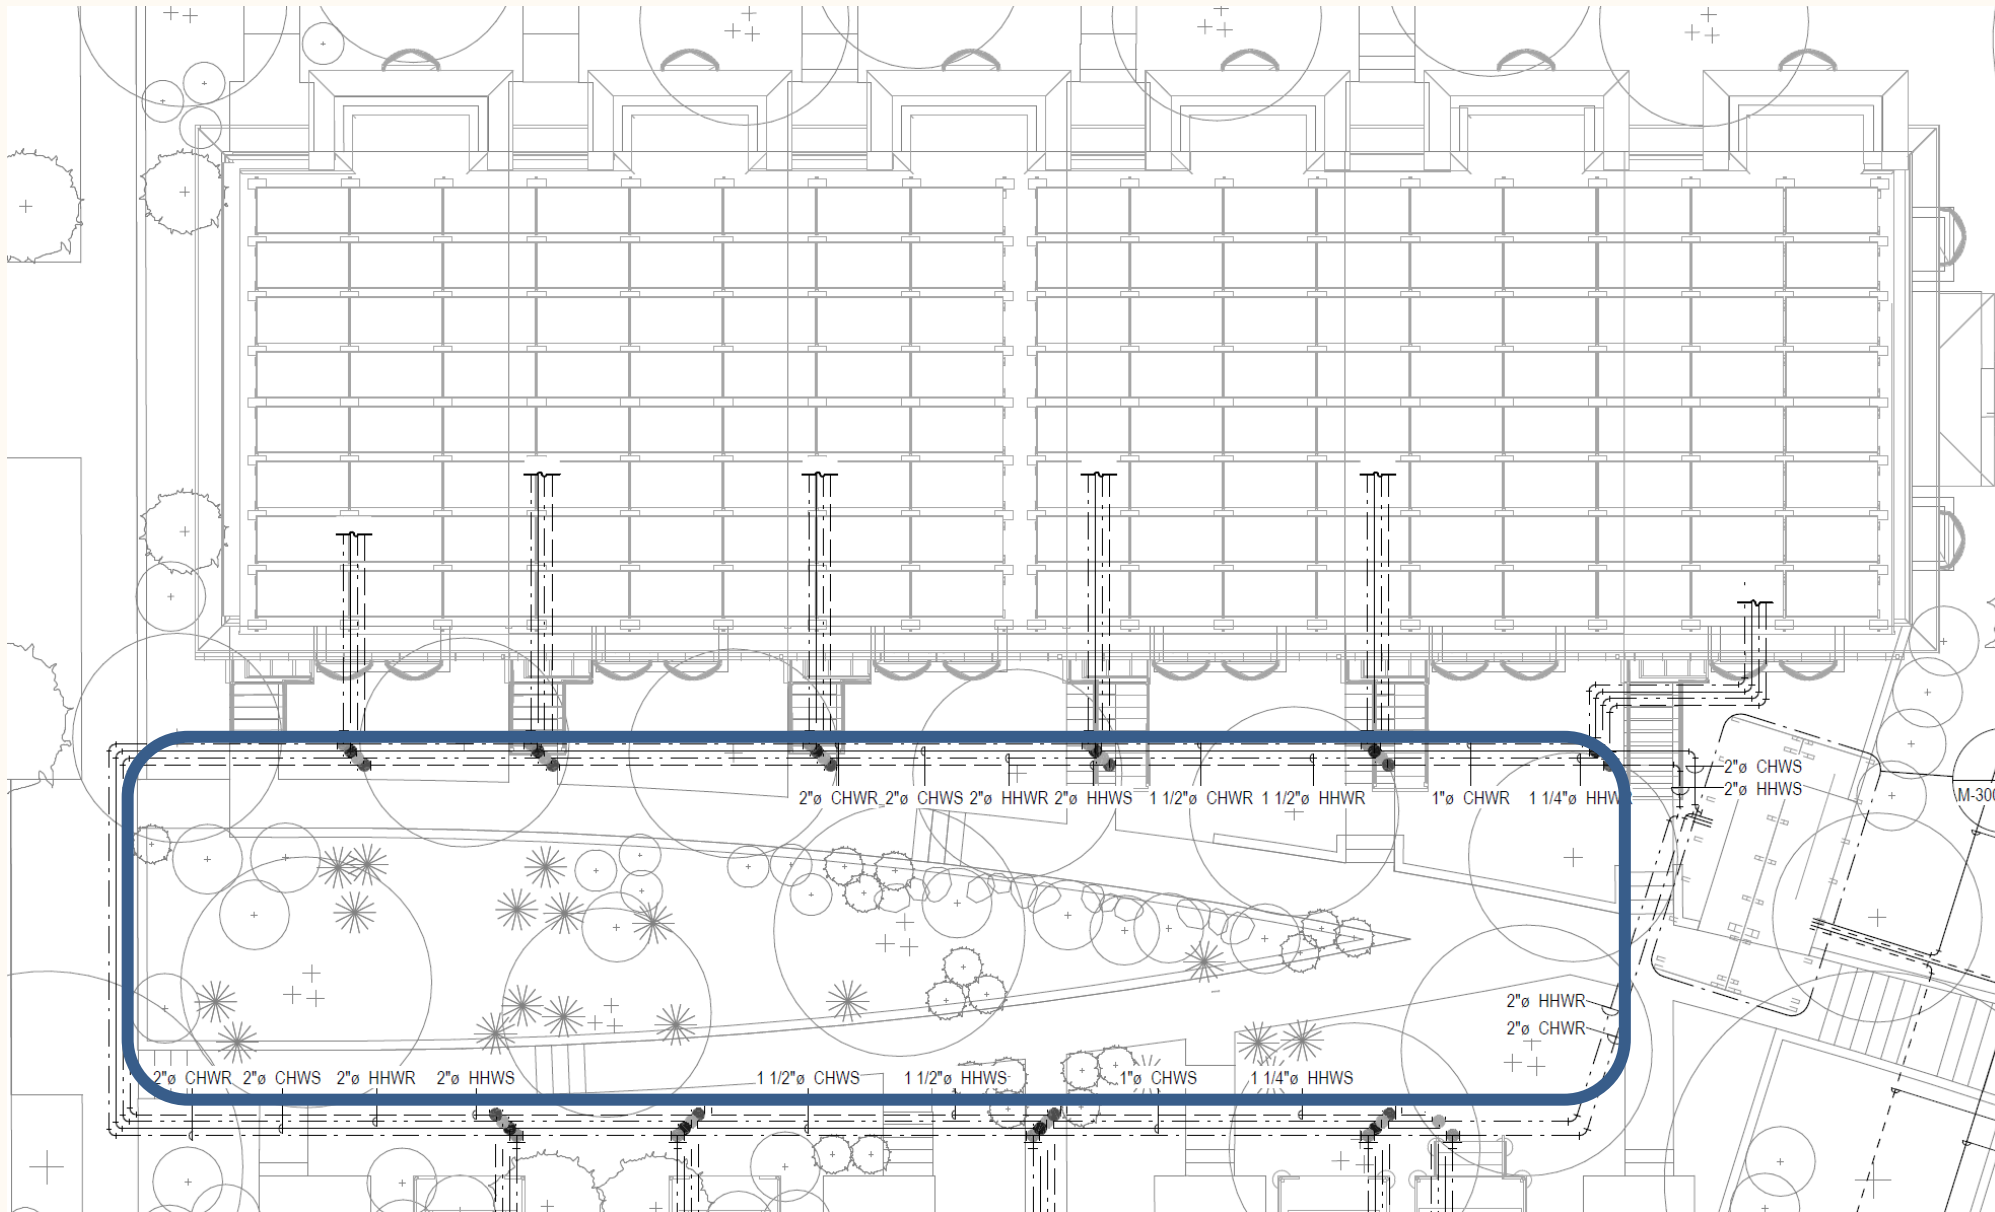 2"ø CHWS
2"ø HHWS
2"ø CHWR 2"ø CHWS 2"ø HHWR 2"ø HHWS 1 1/2"ø CHWR 1 1/2"ø HHWR 1"ø CHWR 1 1/4"ø HHWR
M-300
2"ø HHWR
2"ø CHWR
2"ø CHWR 2"ø CHWS 2"ø HHWR 2"ø HHWS 1 1/2"ø CHWS 1 1/2"ø HHWS 1"ø CHWS 1 1/4"ø HHWS